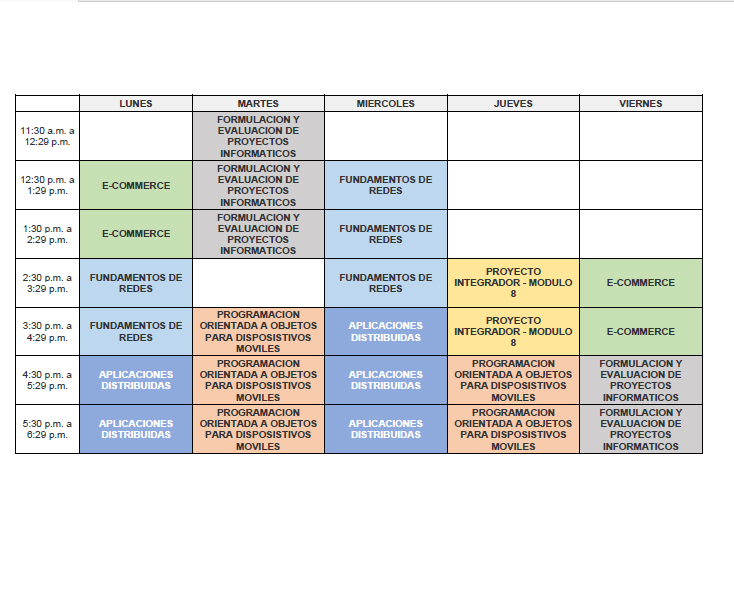 LUNES MARTES MIERCOLES JUEVES VIERNES
11:30 a.m. a
12:29 p.m.
FORMULACION Y
EVALUACION DE
PROYECTOS
INFORMATICOS
12:30 p.m. a
1:29 p.m.
E-COMMERCE
FORMULACION Y
EVALUACION DE
PROYECTOS
INFORMATICOS
FUNDAMENTOS DE
REDES
1:30 p.m. a
2:29 p.m.
E-COMMERCE
FORMULACION Y
EVALUACION DE
PROYECTOS
INFORMATICOS
FUNDAMENTOS DE
REDES
2:30 p.m. a
3:29 p.m.
FUNDAMENTOS DE
REDES
FUNDAMENTOS DE
REDES
PROYECTO
INTEGRADOR - MODULO
8
E-COMMERCE
3:30 p.m. a
4:29 p.m.
FUNDAMENTOS DE
REDES
PROGRAMACION
ORIENTADA A OBJETOS
PARA DISPOSISTIVOS
MOVILES
APLICACIONES
DISTRIBUIDAS
PROYECTO
INTEGRADOR - MODULO
8
E-COMMERCE
4:30 p.m. a
5:29 p.m.
APLICACIONES
DISTRIBUIDAS
PROGRAMACION
ORIENTADA A OBJETOS
PARA DISPOSISTIVOS
MOVILES
APLICACIONES
DISTRIBUIDAS
PROGRAMACION
ORIENTADA A OBJETOS
PARA DISPOSISTIVOS
MOVILES
FORMULACION Y
EVALUACION DE
PROYECTOS
INFORMATICOS
5:30 p.m. a
6:29 p.m.
APLICACIONES
DISTRIBUIDAS
PROGRAMACION
ORIENTADA A OBJETOS
PARA DISPOSISTIVOS
MOVILES
APLICACIONES
DISTRIBUIDAS
PROGRAMACION
ORIENTADA A OBJETOS
PARA DISPOSISTIVOS
MOVILES
FORMULACION Y
EVALUACION DE
PROYECTOS
INFORMATICOS